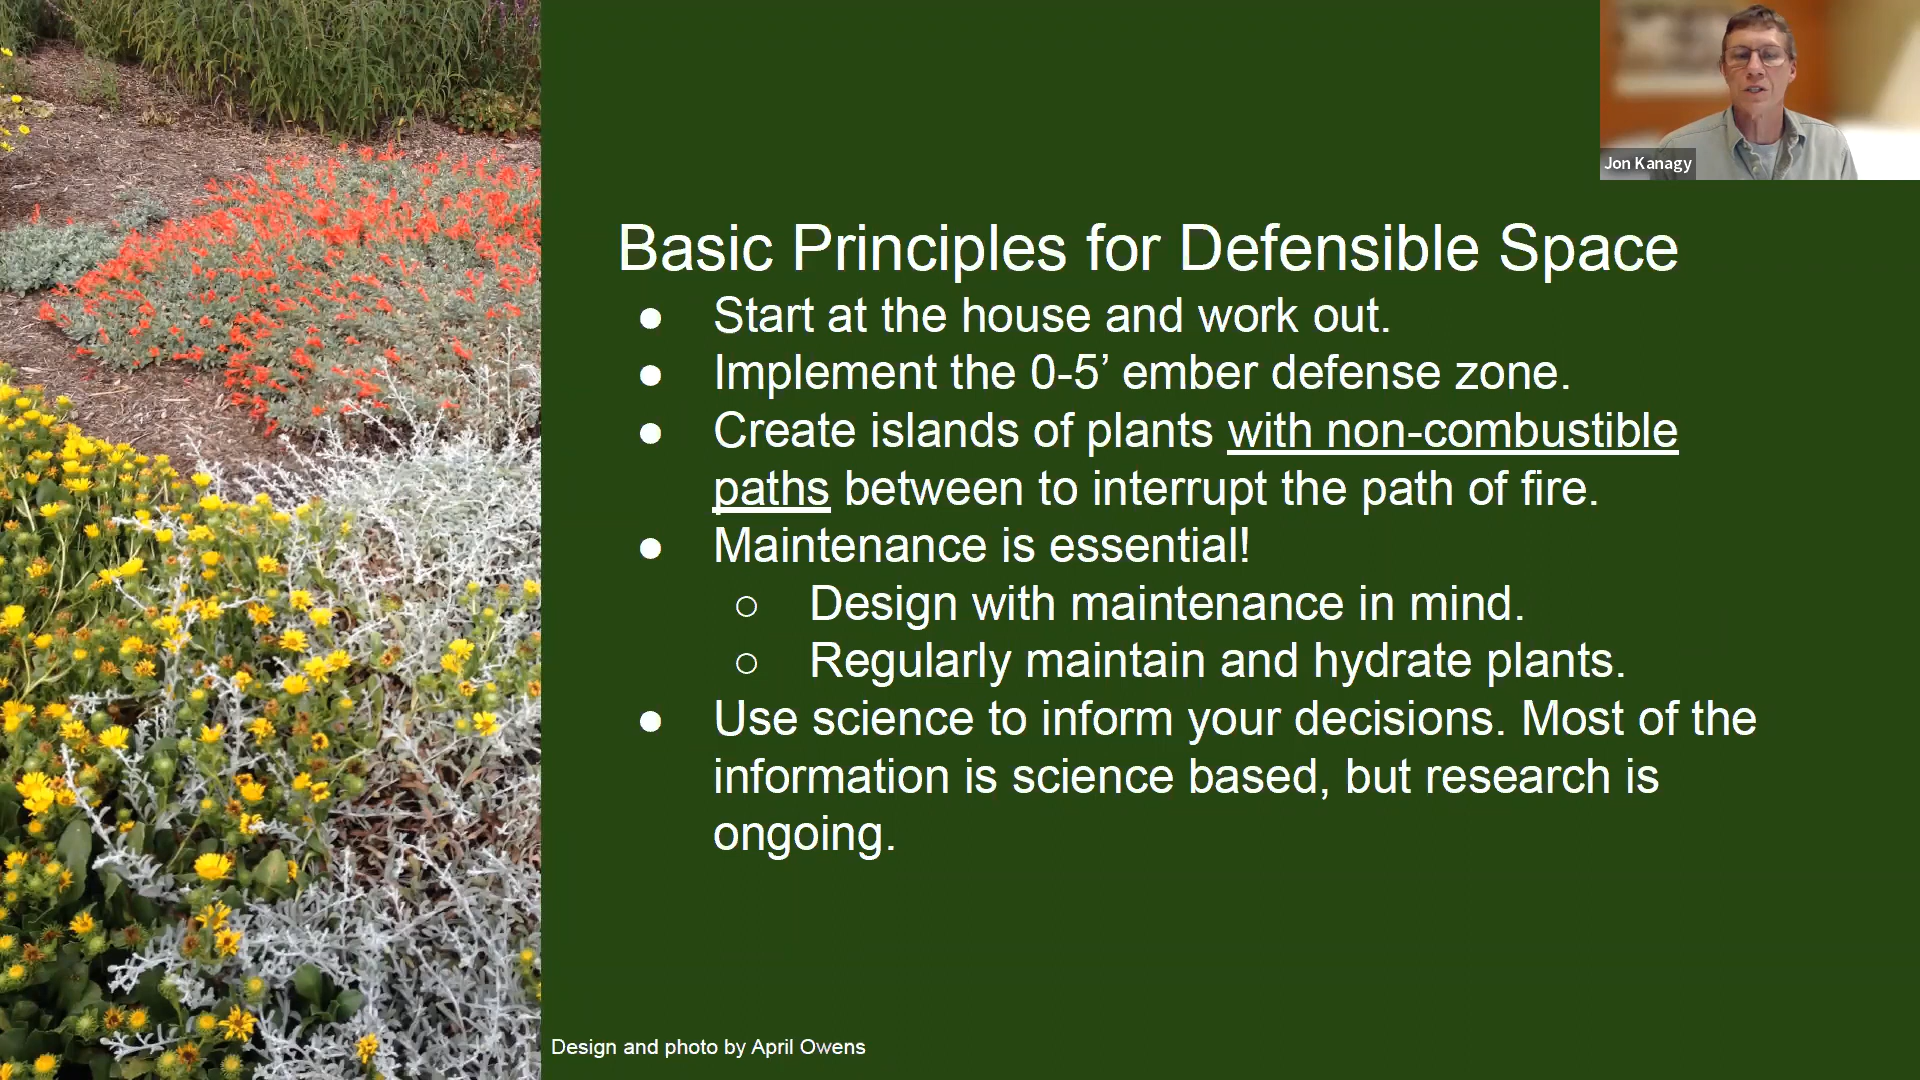 Jon Kanagy
Basic Principles for Defensible Space
● Start at the house and work out.
● Implement the 0-5’ ember defense zone.
● Create islands of plants with non-combustible
paths between to interrupt the path of fire.
● Maintenance is essential!
○ Design with maintenance in mind.
○ Regularly maintain and hydrate plants.
● Use science to inform your decisions. Most of the
information is science based, but research is
ongoing.
Design and photo by April Owens